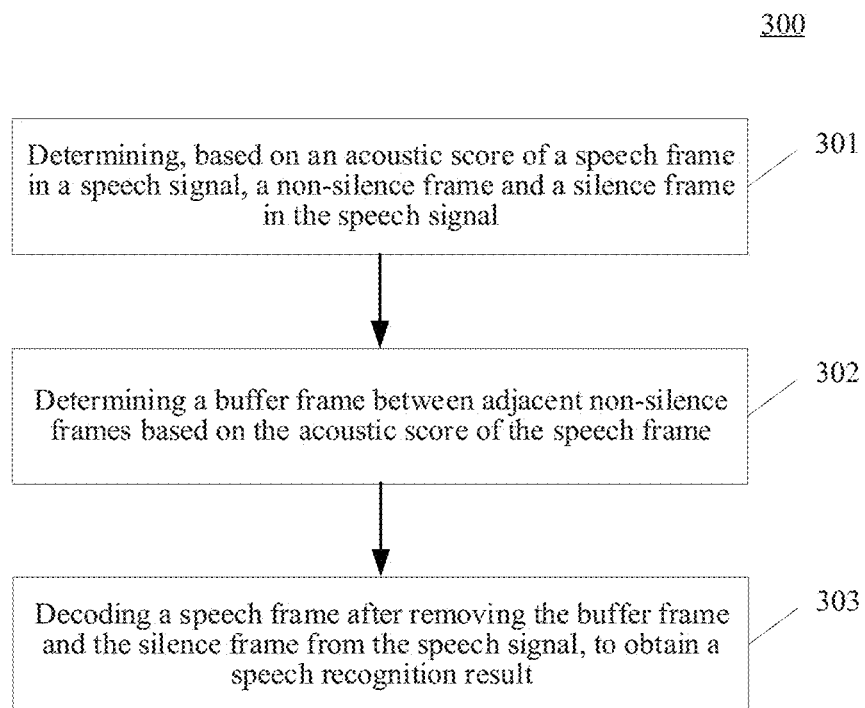 300
Determining, based on an acoustic score of a speech frame
in a speech signal, a non-silence frame and a silence frame
in the speech signal
301
Determining a buffer frame between adjacent non-silence
frames based on the acoustic score of the speech frame
302
Decoding a speech frame after removing the buffer frame
and the silence frame from the speech signal, to obtain a
speech recognition result
303